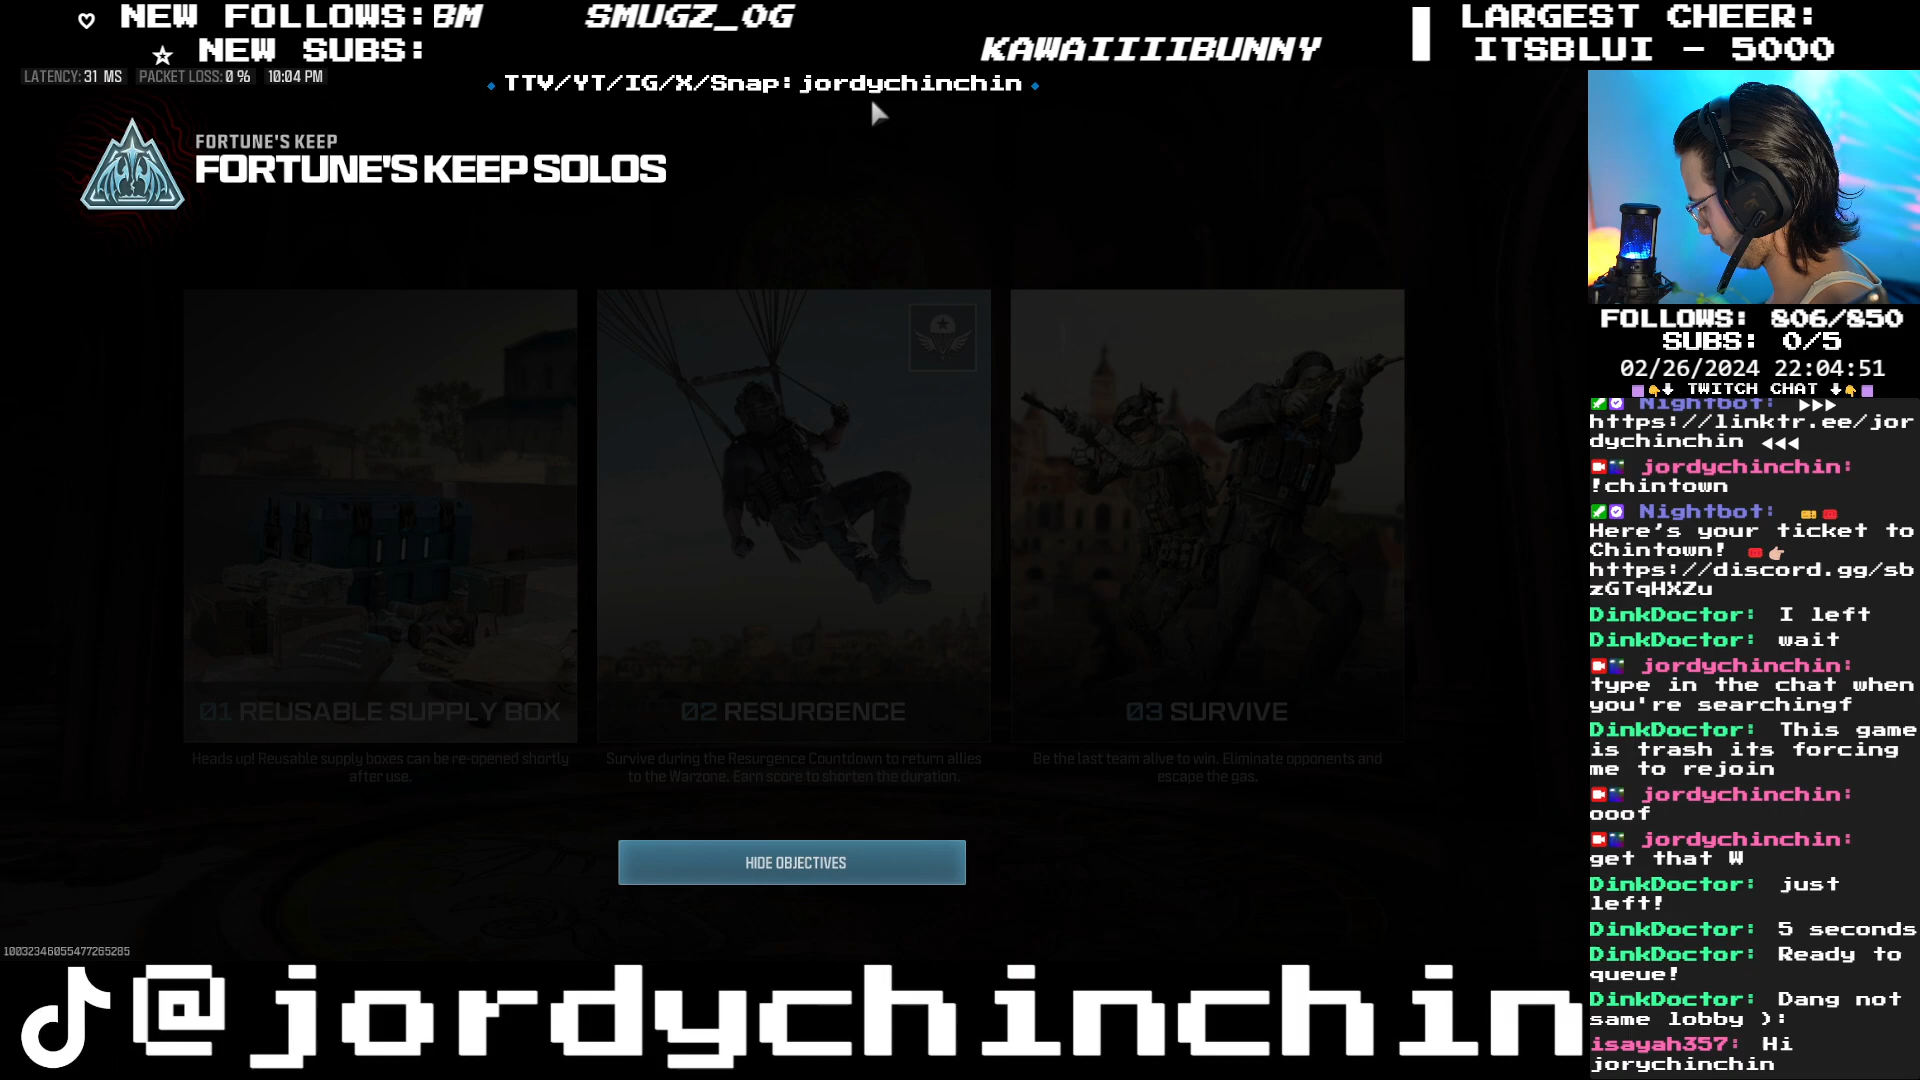 NEW FOLLOWS: BM SMUGZ_OG
NEW SUBS: KAWAIIIIBUNNY
LARGEST CHEER:
ITSBLUI - 5000
LATENCY: 31 MS PACKET LOSS: 0 % 10:04 PM
TTV/YT/IG/X/Snap: jordychinchin
FORTUNE'S KEEP
FORTUNE'S KEEP SOLOS
01 REUSABLE SUPPLY BOX
Heads up! Reusable supply boxes can be re-opened shortly
after use.
02 RESURGENCE
Survive during the Resurgence Countdown to return allies
to the Warzone. Earn score to shorten the duration.
03 SURVIVE
Be the last team alive to win. Eliminate opponents and
escape the gas.
HIDE OBJECTIVES
10032346055477265285
@jordychinchin
FOLLOWS: 806/850
SUBS: 0/5
02/26/2024 22:04:51
TWITCH CHAT
Nightbot: ▶▶▶
https://linktr.ee/jor
dychinchin ◀◀◀
jordychinchin:
!chintown
Nightbot:
Here's your ticket to
Chintown!
https://discord.gg/sb
zGTqHXZu
DinkDoctor: I left
DinkDoctor: wait
jordychinchin:
type in the chat when
you're searchingf
DinkDoctor: This game
is trash its forcing
me to rejoin
jordychinchin:
ooof
jordychinchin:
get that W
DinkDoctor: just
left!
DinkDoctor: 5 seconds
DinkDoctor: Ready to
queue!
DinkDoctor: Dang not
same lobby ):
isayah357: Hi
jorychinchin